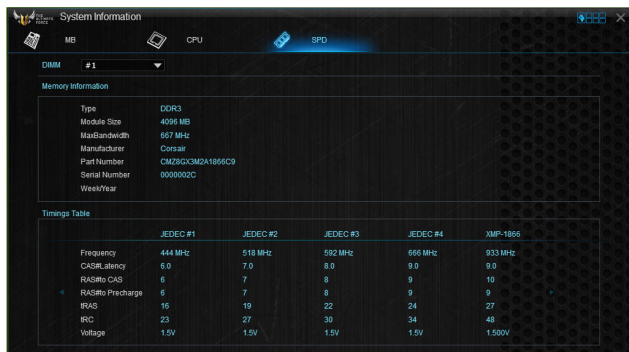 THE ULTIMATE FORCE System Information
MB CPU SPD
DIMM #1
Memory Information
Type DDR3
Module Size 4096 MB
MaxBandwidth 667 MHz
Manufacturer Corsair
Part Number CMZ8GX3M2A1866C9
Serial Number 0000002C
Week/Year
Timings Table
JEDEC #1 JEDEC #2 JEDEC #3 JEDEC #4 XMP-1866
Frequency 444 MHz 518 MHz 592 MHz 666 MHz 933 MHz
CAS#Latency 6.0 7.0 8.0 9.0 9.0
RAS#to CAS 6 7 8 9 10
RAS#to Precharge 6 7 8 9 9
tRAS 16 19 22 24 27
tRC 23 27 30 34 48
Voltage 1.5V 1.5V 1.5V 1.5V 1.500V